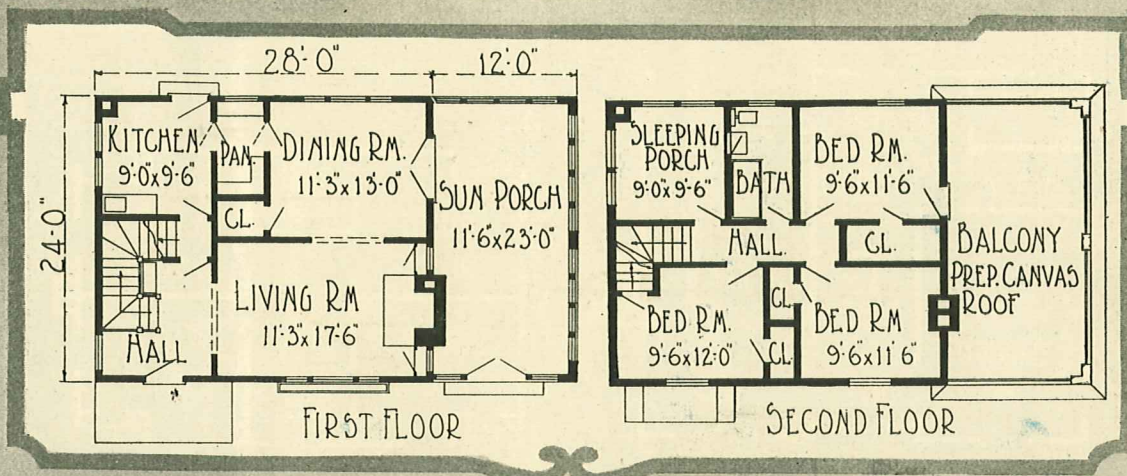 28'-0"
12'-0"
24'-0"
KITCHEN
9'0"x9'-6"
PAN.
DINING RM.
11'-3"x13'-0"
CL.
SUN PORCH
11'-6"x23'-0"
LIVING RM
11'-3"x17'-6"
HALL
FIRST FLOOR
SLEEPING
PORCH
9'0"x9'-6"
BATH
BED RM.
9'-6"x11'-6"
HALL.
CL.
BALCONY
PREP. CANVAS
ROOF
BED RM.
9'-6"x12'-0"
CL.
CL.
BED RM
9'-6"x11'6"
SECOND FLOOR